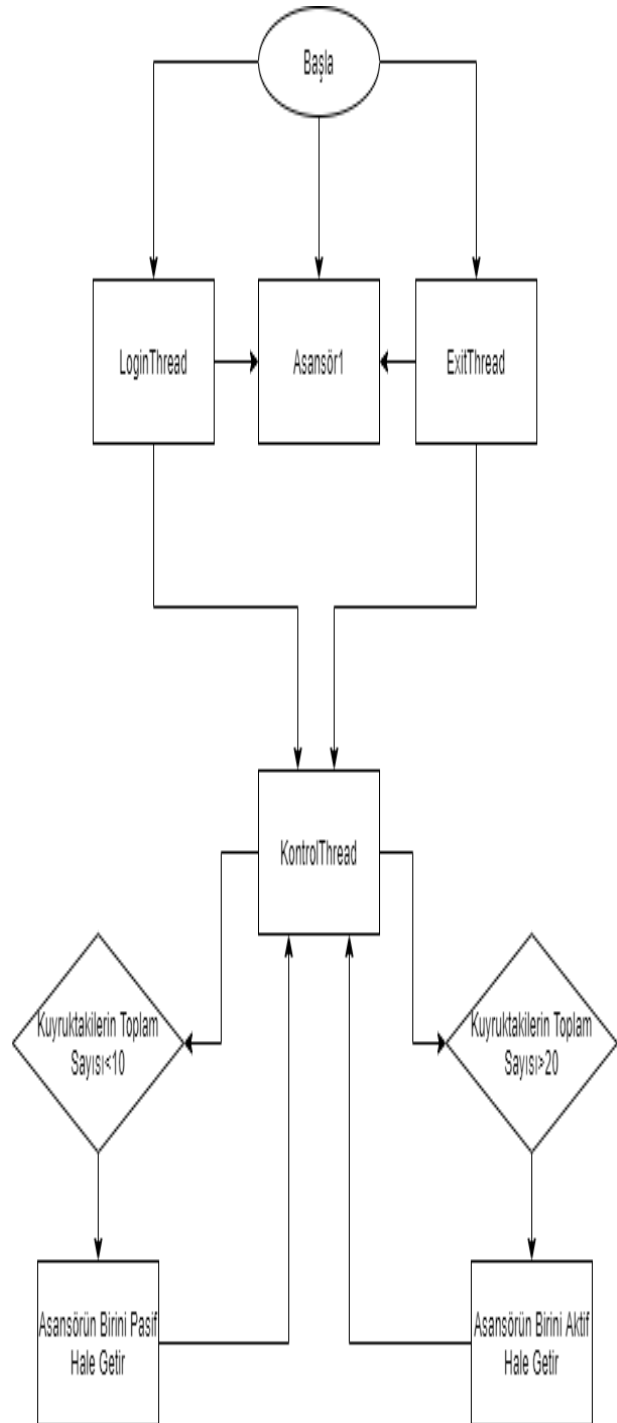 Başla
LoginThread
Asansör1
ExitThread
KontrolThread
Kuyruktakilerin Toplam
Sayısı<10
Kuyruktakilerin Toplam
Sayısı>20
Asansörün Birini Pasif
Hale Getir
Asansörün Birini Aktif
Hale Getir